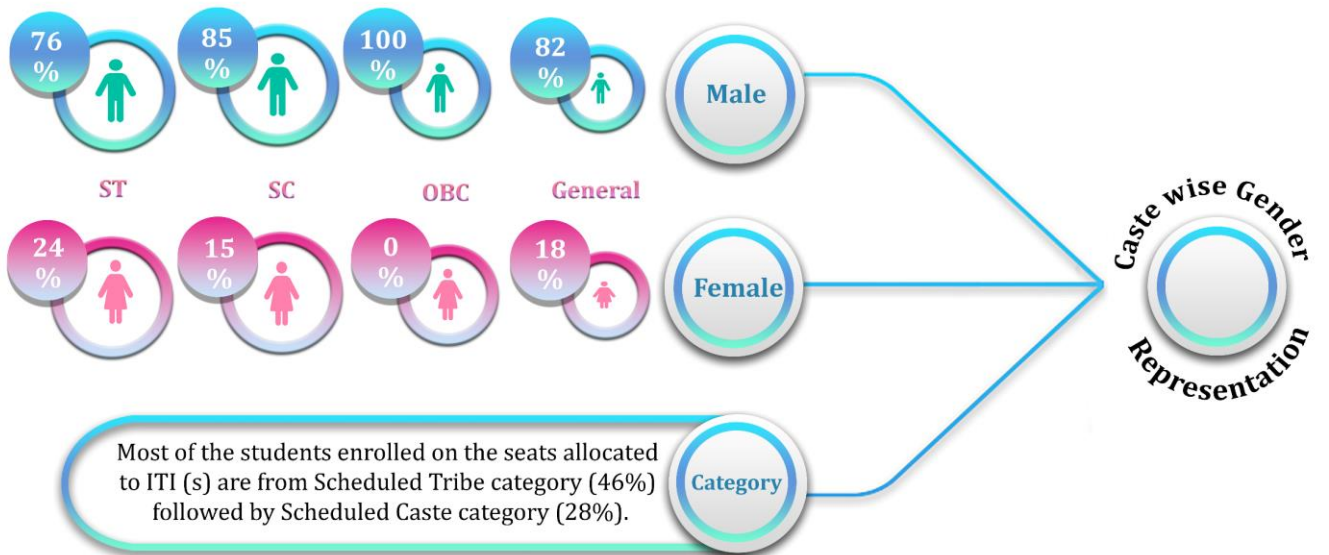 76
%
85
%
100
%
82
%
Male
ST
SC
OBC
General
24
%
15
%
0
%
18
%
Female
Caste wise Gender
Representation
Most of the students enrolled on the seats allocated
to ITI (s) are from Scheduled Tribe category (46%)
followed by Scheduled Caste category (28%).
Category